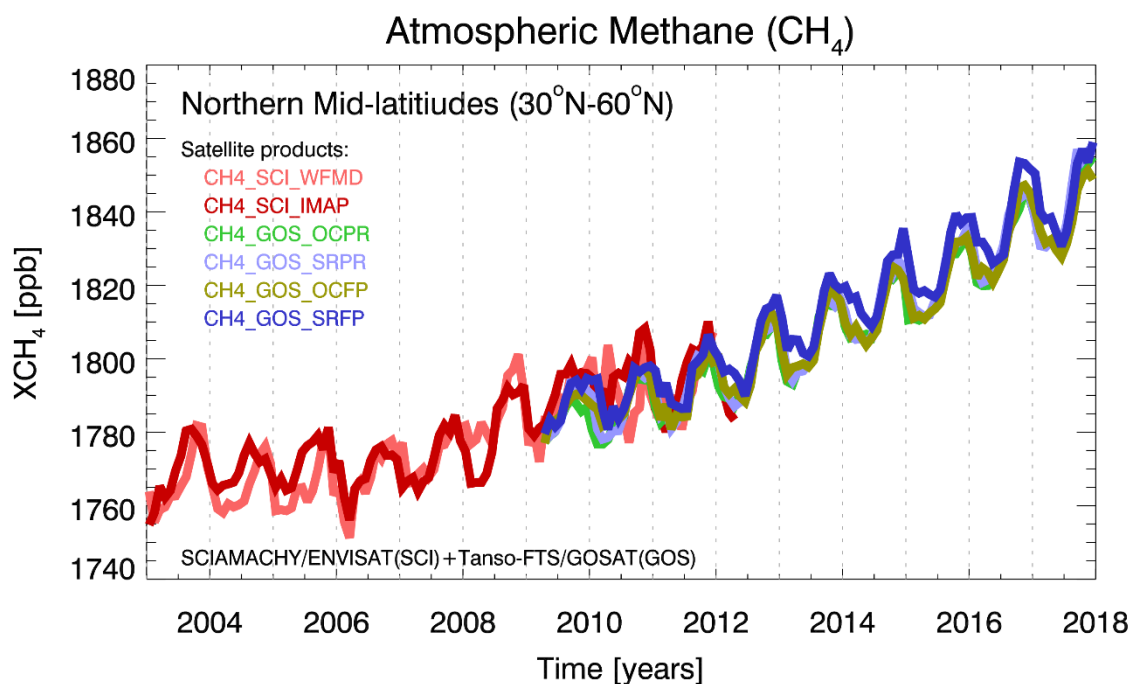 Atmospheric Methane (CH4)
1880
1860
1840
1820
1800
1780
1760
1740
XCH4 [ppb]
Northern Mid-latitiudes (30°N-60°N)
Satellite products:
CH4_SCI_WFMD
CH4_SCI_IMAP
CH4_GOS_OCPR
CH4_GOS_SRPR
CH4_GOS_OCFP
CH4_GOS_SRFP
SCIAMACHY/ENVISAT(SCI)+Tanso-FTS/GOSAT(GOS)
2004 2006 2008 2010 2012 2014 2016 2018
Time [years]